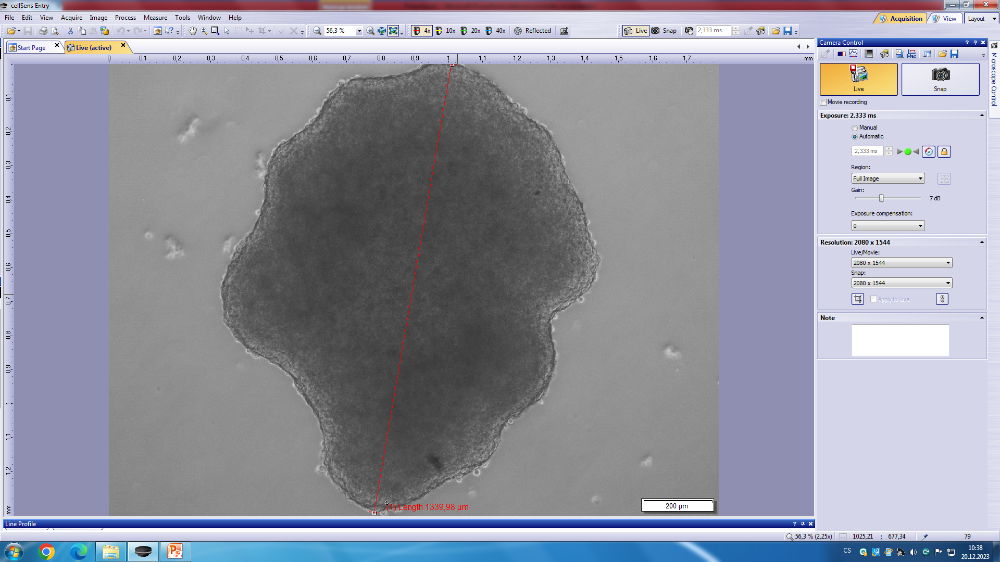 cellSens Entry
File Edit View Acquire Image Process Measure Tools Window Help
Acquisition View Layout
56,3 % 4x 10x 20x 40x Reflected Live Snap 2,333 ms
Start Page Live (active)
0 0,1 0,2 0,3 0,4 0,5 0,6 0,7 0,8 0,9 1 1,1 1,2 1,3 1,4 1,5 1,6 1,7 mm
0,1
0,2
0,3
0,4
0,5
0,6
0,7
0,8
0,9
1
1,1
1,2
mm
(1) Length 1339,98 µm
200 µm
Camera Control
Microscope Control
Live Snap
Movie recording
Exposure: 2,333 ms
Manual
Automatic
2,333 ms
Region:
Full Image
Gain:
7 dB
Exposure compensation:
0
Resolution: 2080 x 1544
Live/Movie:
2080 x 1544
Snap:
2080 x 1544
Apply to Live
Note
Line Profile
56,3 % (2,25x) 1025,21 ; 677,34 79
CS
10:38
20.12.2023